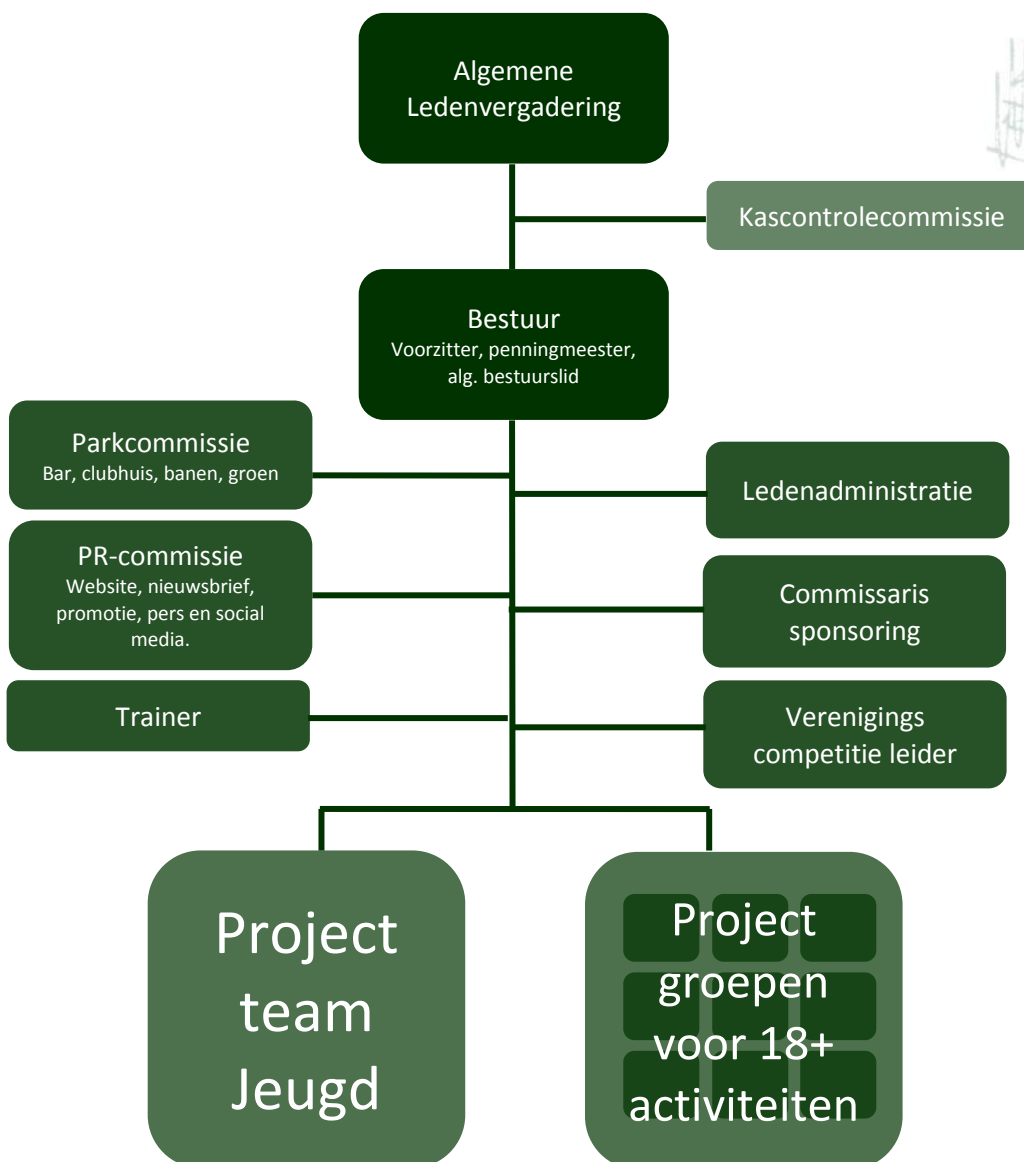 Algemene
Ledenvergadering
Kascontrolecommissie
Bestuur
Voorzitter, penningmeester,
alg. bestuurslid
Parkcommissie
Bar, clubhuis, banen, groen
Ledenadministratie
PR-commissie
Website, nieuwsbrief,
promotie, pers en social
media.
Commissaris
sponsoring
Trainer
Verenigings
competitie leider
Project
team
Jeugd
Project
groepen
voor 18+
activiteiten